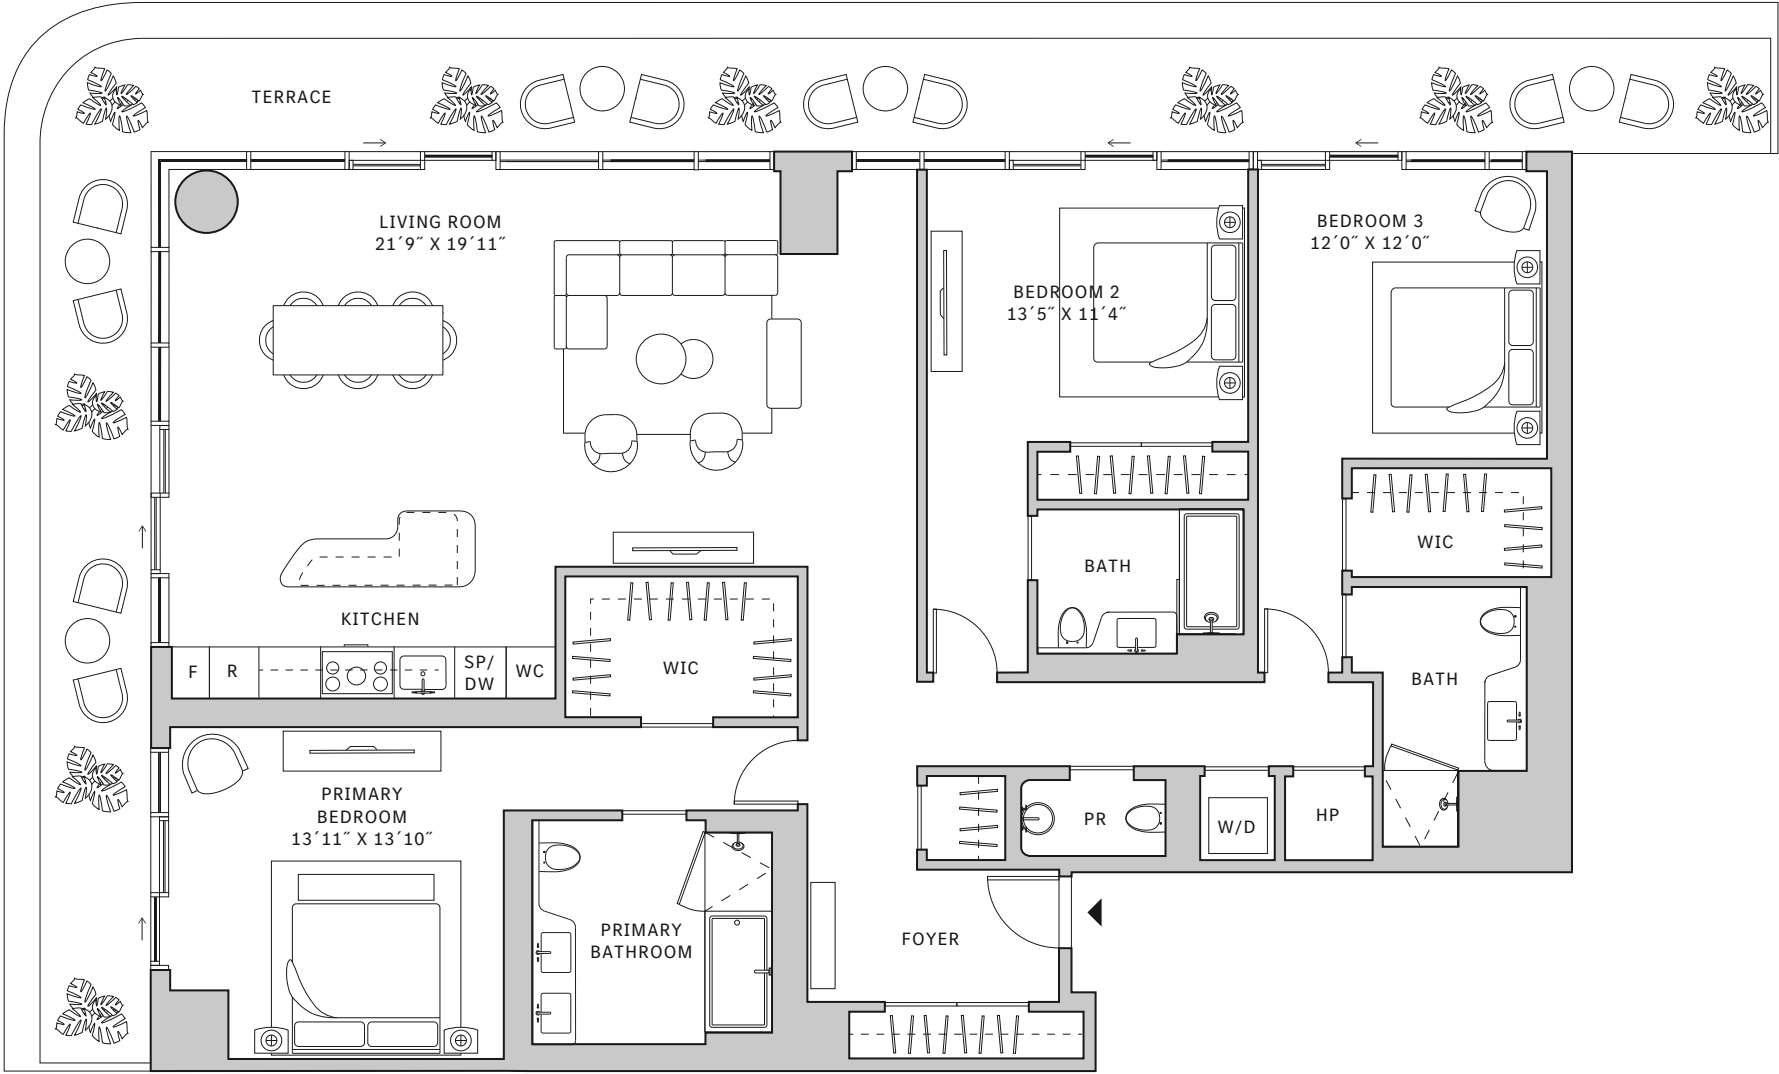 TERRACE
LIVING ROOM
21´9˝ X 19´11˝
BEDROOM 2
13´5˝ X 11´4˝
BEDROOM 3
12´0˝ X 12´0˝
BATH
WIC
KITCHEN
F
R
SP/
DW
WC
WIC
BATH
PRIMARY
BEDROOM
13´11˝ X 13´10˝
PR
W/D
HP
PRIMARY
BATHROOM
FOYER